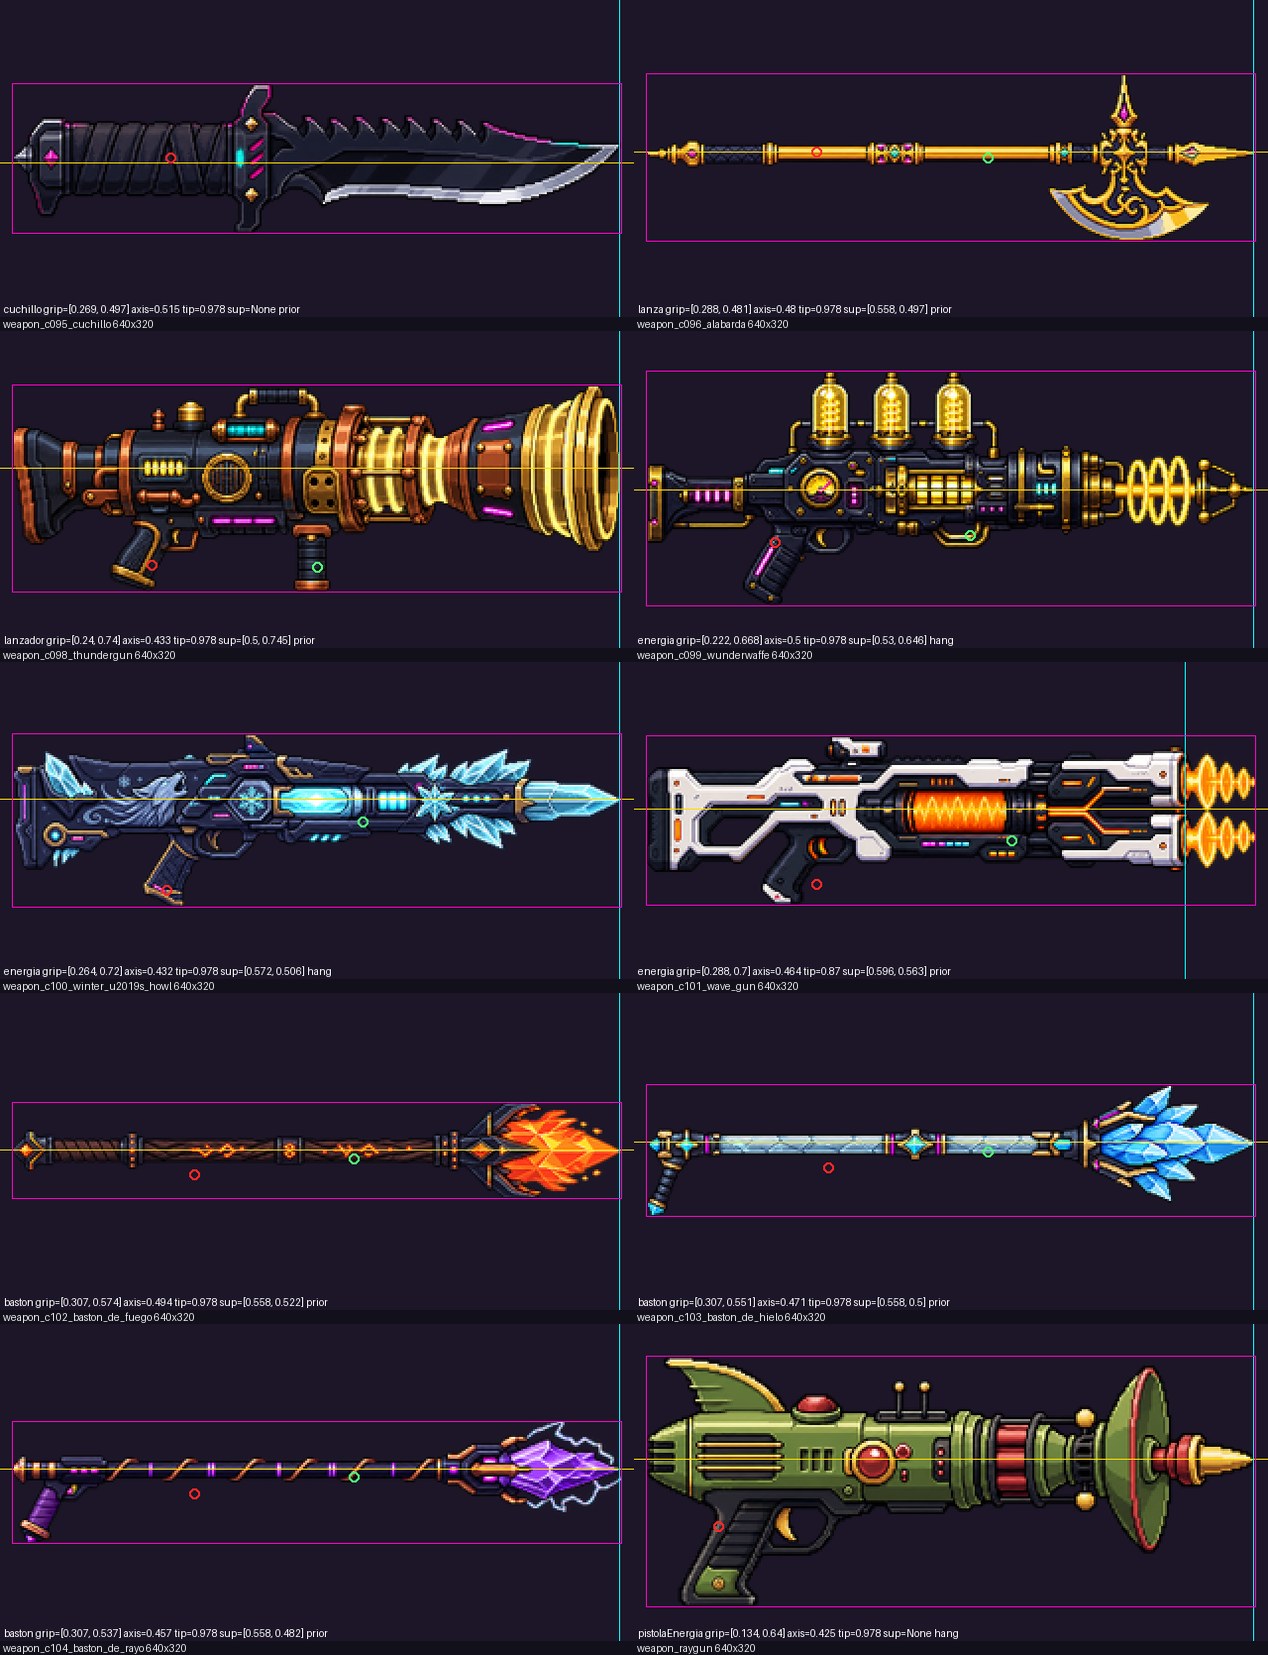 cuchillo grip=[0.269, 0.497] axis=0.515 tip=0.978 sup=None prior
weapon_c095_cuchillo 640x320
lanza grip=[0.288, 0.481] axis=0.48 tip=0.978 sup=[0.558, 0.497] prior
weapon_c096_alabarda 640x320
lanzador grip=[0.24, 0.74] axis=0.433 tip=0.978 sup=[0.5, 0.745] prior
weapon_c098_thundergun 640x320
energia grip=[0.222, 0.668] axis=0.5 tip=0.978 sup=[0.53, 0.646] hang
weapon_c099_wunderwaffe 640x320
energia grip=[0.264, 0.72] axis=0.432 tip=0.978 sup=[0.572, 0.506] hang
weapon_c100_winter_u2019s_howl 640x320
energia grip=[0.288, 0.7] axis=0.464 tip=0.87 sup=[0.596, 0.563] prior
weapon_c101_wave_gun 640x320
baston grip=[0.307, 0.574] axis=0.494 tip=0.978 sup=[0.558, 0.522] prior
weapon_c102_baston_de_fuego 640x320
baston grip=[0.307, 0.551] axis=0.471 tip=0.978 sup=[0.558, 0.5] prior
weapon_c103_baston_de_hielo 640x320
baston grip=[0.307, 0.537] axis=0.457 tip=0.978 sup=[0.558, 0.482] prior
weapon_c104_baston_de_rayo 640x320
pistolaEnergia grip=[0.134, 0.64] axis=0.425 tip=0.978 sup=None hang
weapon_raygun 640x320